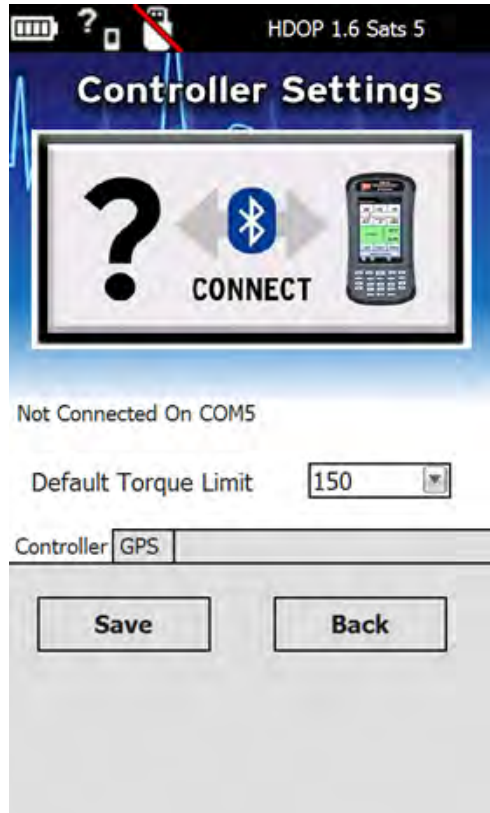 ? HDOP 1.6 Sats 5
Controller Settings
?
CONNECT
Not Connected On COM5
Default Torque Limit 150
Controller GPS
Save Back